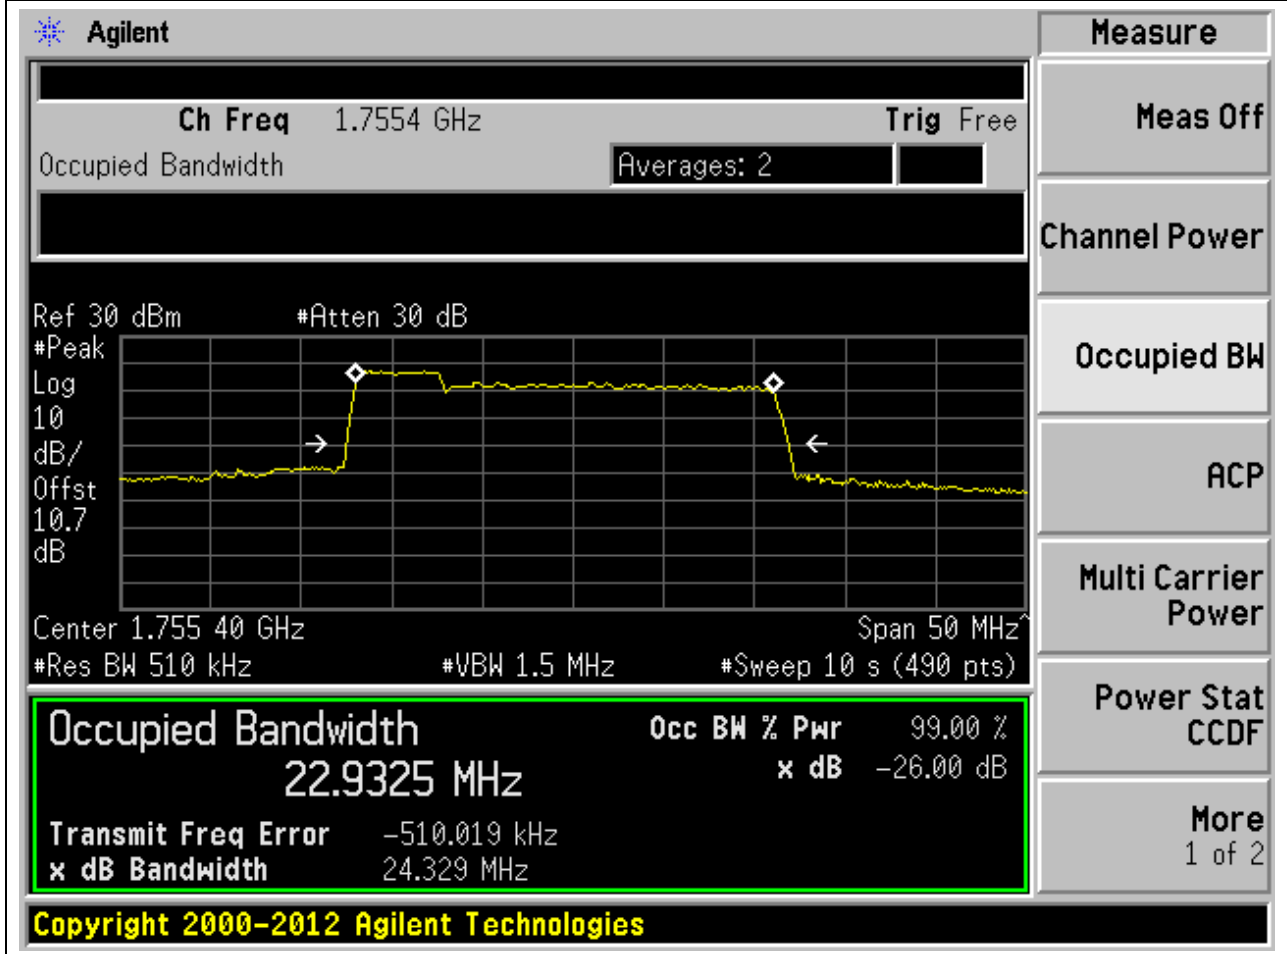 Agilent
Measure
Ch Freq 1.7554 GHz Trig Free
Occupied Bandwidth Averages: 2
Meas Off
Channel Power
Ref 30 dBm #Atten 30 dB
#Peak
Log
10
dB/
Offst
10.7
dB
Occupied BW
ACP
Multi Carrier
Power
Center 1.755 40 GHz Span 50 MHz^
#Res BW 510 kHz #VBW 1.5 MHz #Sweep 10 s (490 pts)
Occupied Bandwidth Occ BW % Pwr 99.00 %
22.9325 MHz x dB -26.00 dB
Transmit Freq Error -510.019 kHz
x dB Bandwidth 24.329 MHz
Power Stat
CCDF
More
1 of 2
Copyright 2000-2012 Agilent Technologies